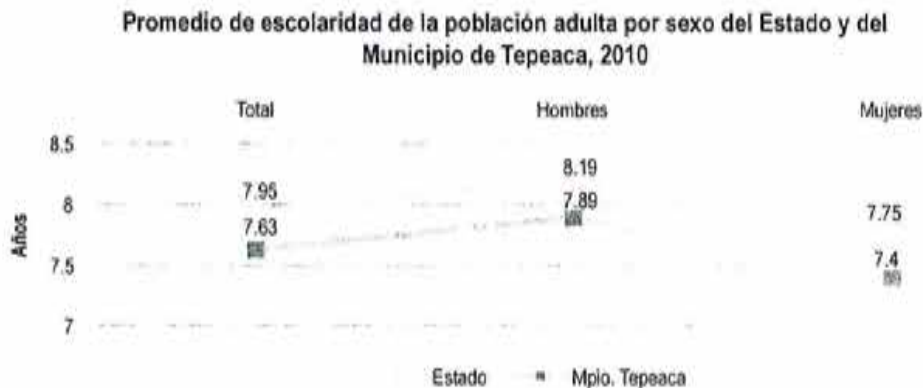 Promedio de escolaridad de la población adulta por sexo del Estado y del
Municipio de Tepeaca, 2010
Total Hombres Mujeres
8.5
8.19
7.95 7.89
8 7.75
7.63
7.5 7.4
7
Años
Estado Mpio. Tepeaca